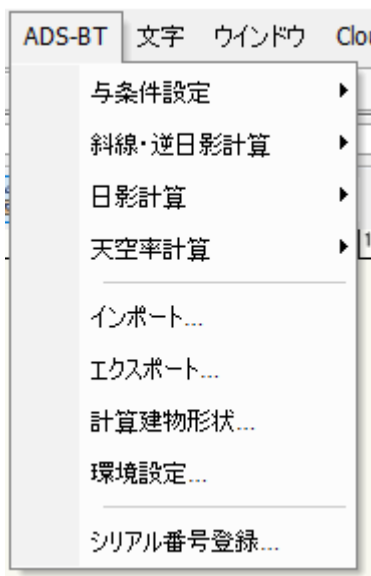 ADS-BT 文字 ウインドウ
与条件設定
斜線・逆日影計算
日影計算
天空率計算
インポート...
エクスポート...
計算建物形状...
環境設定...
シリアル番号登録...